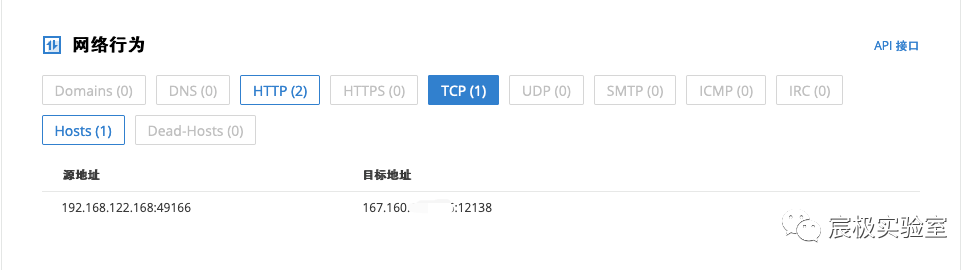 网络行为 API 接口
Domains (0) DNS (0) HTTP (2) HTTPS (0) TCP (1) UDP (0) SMTP (0) ICMP (0) IRC (0)
Hosts (1) Dead-Hosts (0)
源地址 目标地址
192.168.122.168:49166 167.160. :12138
宸极实验室